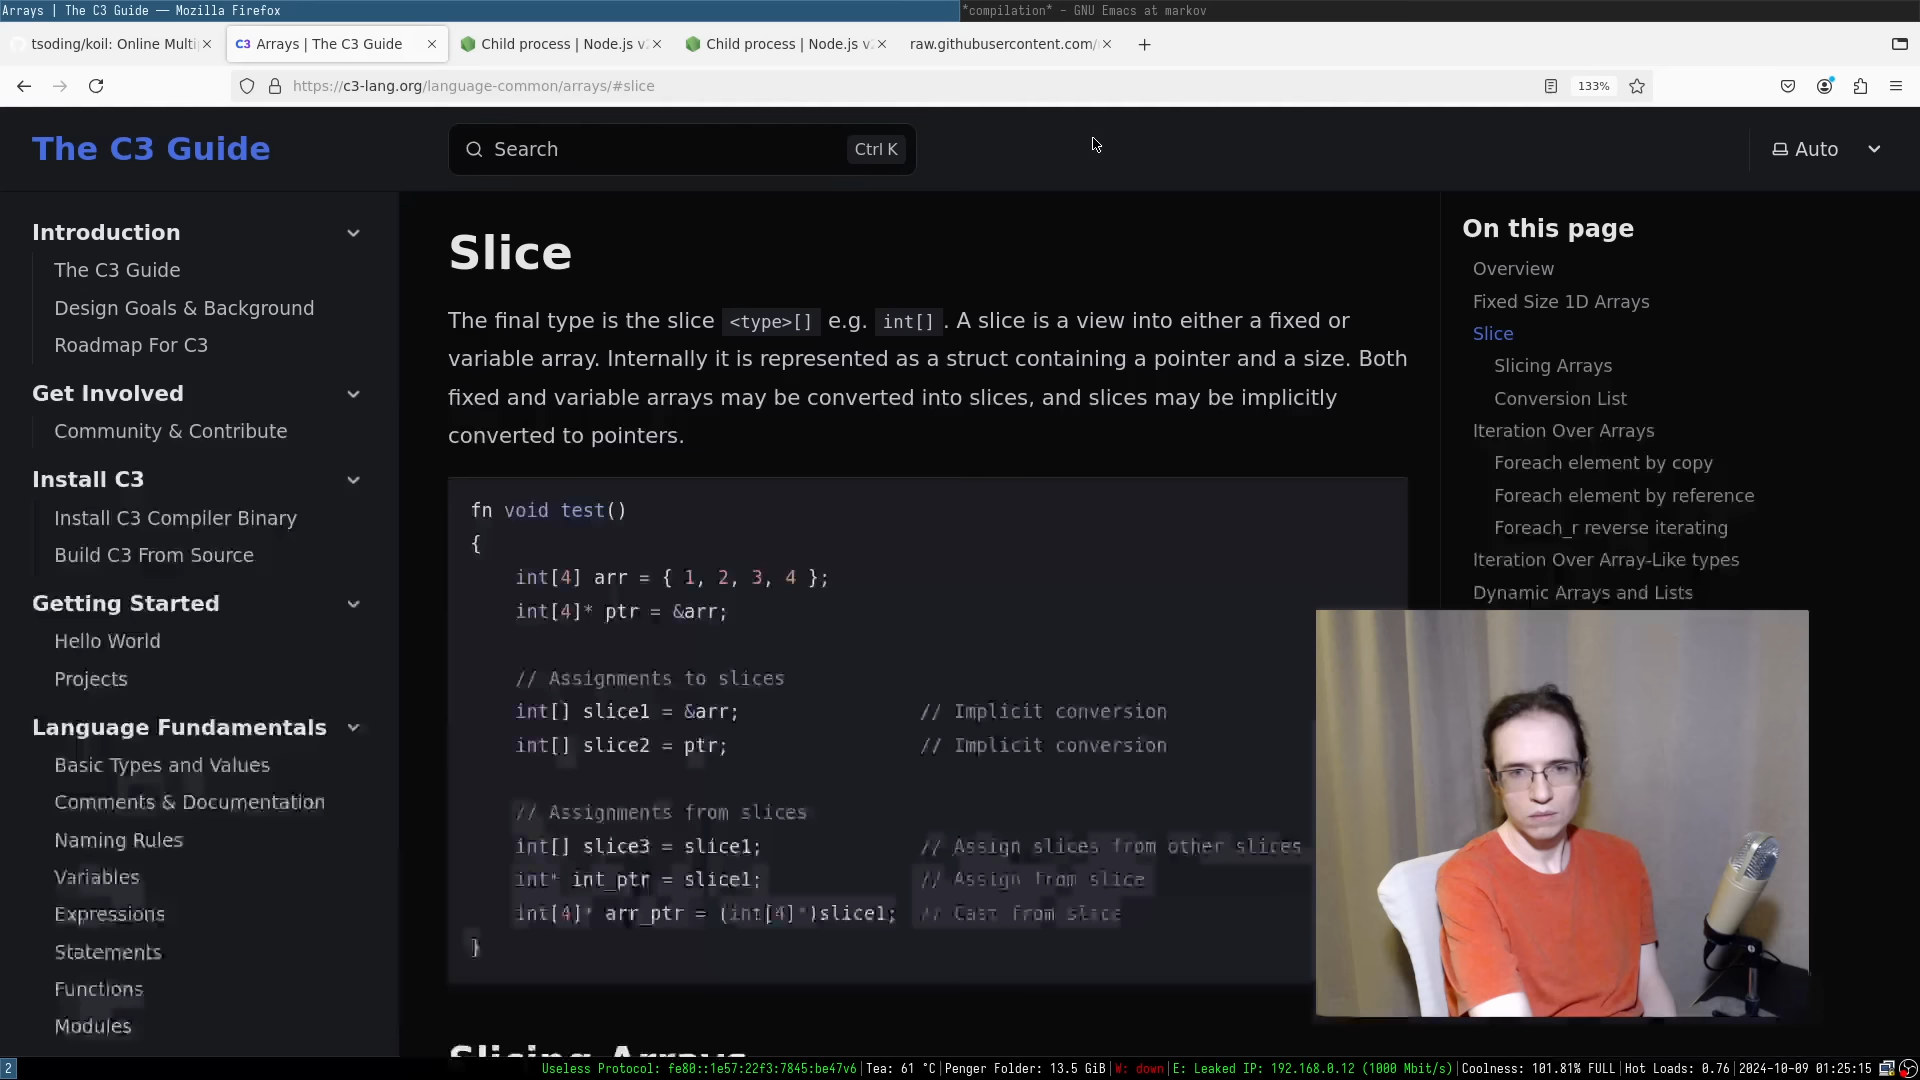 Arrays | The C3 Guide — Mozilla Firefox
*compilation* - GNU Emacs at markov
tsoding/koil: Online Multi
Arrays | The C3 Guide
Child process | Node.js v
Child process | Node.js v
raw.githubusercontent.com/
https://c3-lang.org/language-common/arrays/#slice
133%
The C3 Guide
Search
Ctrl K
Auto
Introduction
The C3 Guide
Design Goals & Background
Roadmap For C3
Get Involved
Community & Contribute
Install C3
Install C3 Compiler Binary
Build C3 From Source
Getting Started
Hello World
Projects
Language Fundamentals
Basic Types and Values
Comments & Documentation
Naming Rules
Variables
Expressions
Statements
Functions
Modules
Slice
The final type is the slice <type>[] e.g. int[]. A slice is a view into either a fixed or
variable array. Internally it is represented as a struct containing a pointer and a size. Both
fixed and variable arrays may be converted into slices, and slices may be implicitly
converted to pointers.
fn void test()
{
int[4] arr = { 1, 2, 3, 4 };
int[4]* ptr = &arr;
// Assignments to slices
int[] slice1 = &arr; // Implicit conversion
int[] slice2 = ptr; // Implicit conversion
// Assignments from slices
int[] slice3 = slice1; // Assign slices from other slices
int* int_ptr = slice1; // Assign from slice
int[4]* arr_ptr = (int[4]*)slice1; // Cast from slice
}
Slicing Arrays
On this page
Overview
Fixed Size 1D Arrays
Slice
Slicing Arrays
Conversion List
Iteration Over Arrays
Foreach element by copy
Foreach element by reference
Foreach_r reverse iterating
Iteration Over Array-Like types
Dynamic Arrays and Lists
2
Useless Protocol: fe80::1e57:22f3:7845:be47v6|Tea: 61 °C|Penger Folder: 13.5 GiB|W: down|E: Leaked IP: 192.168.0.12 (1000 Mbit/s)|Coolness: 101.81% FULL|Hot Loads: 0.76|2024-10-09 01:25:15